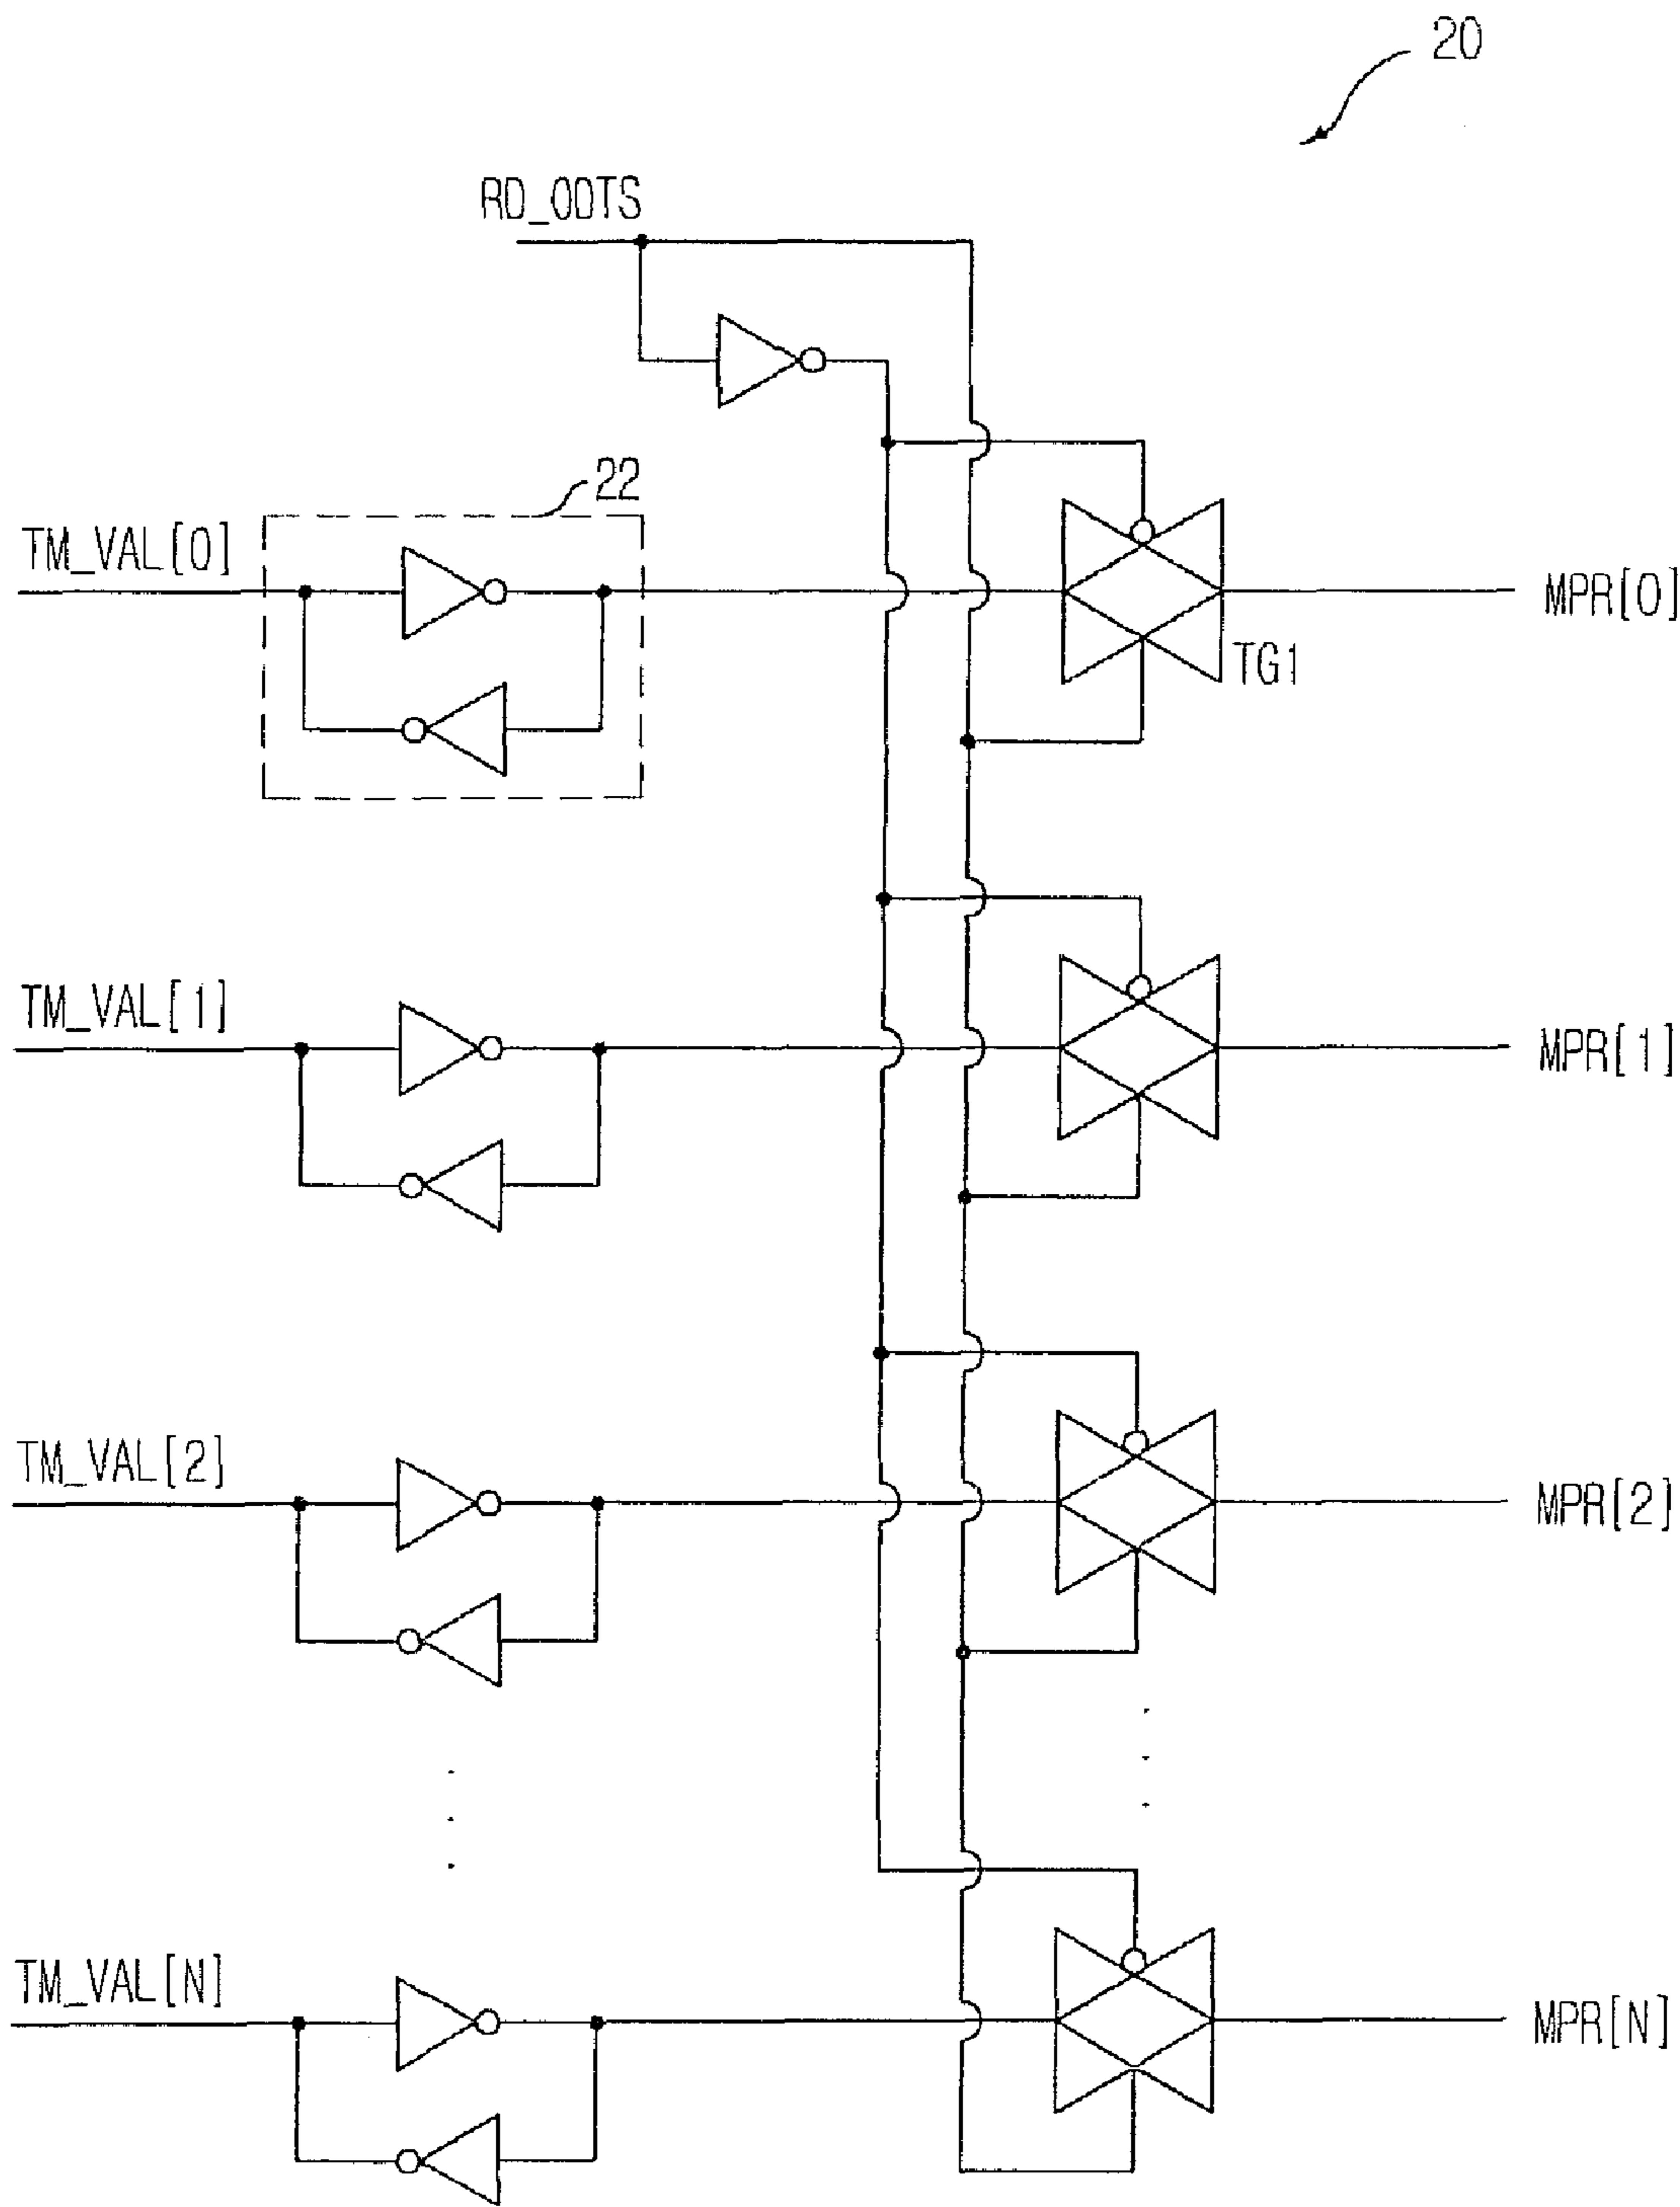 20
RD_ODTS
22
TM_VAL[0]
MPR[0]
TG1
TM_VAL[1]
MPR[1]
TM_VAL[2]
MPR[2]
TM_VAL[N]
MPR[N]